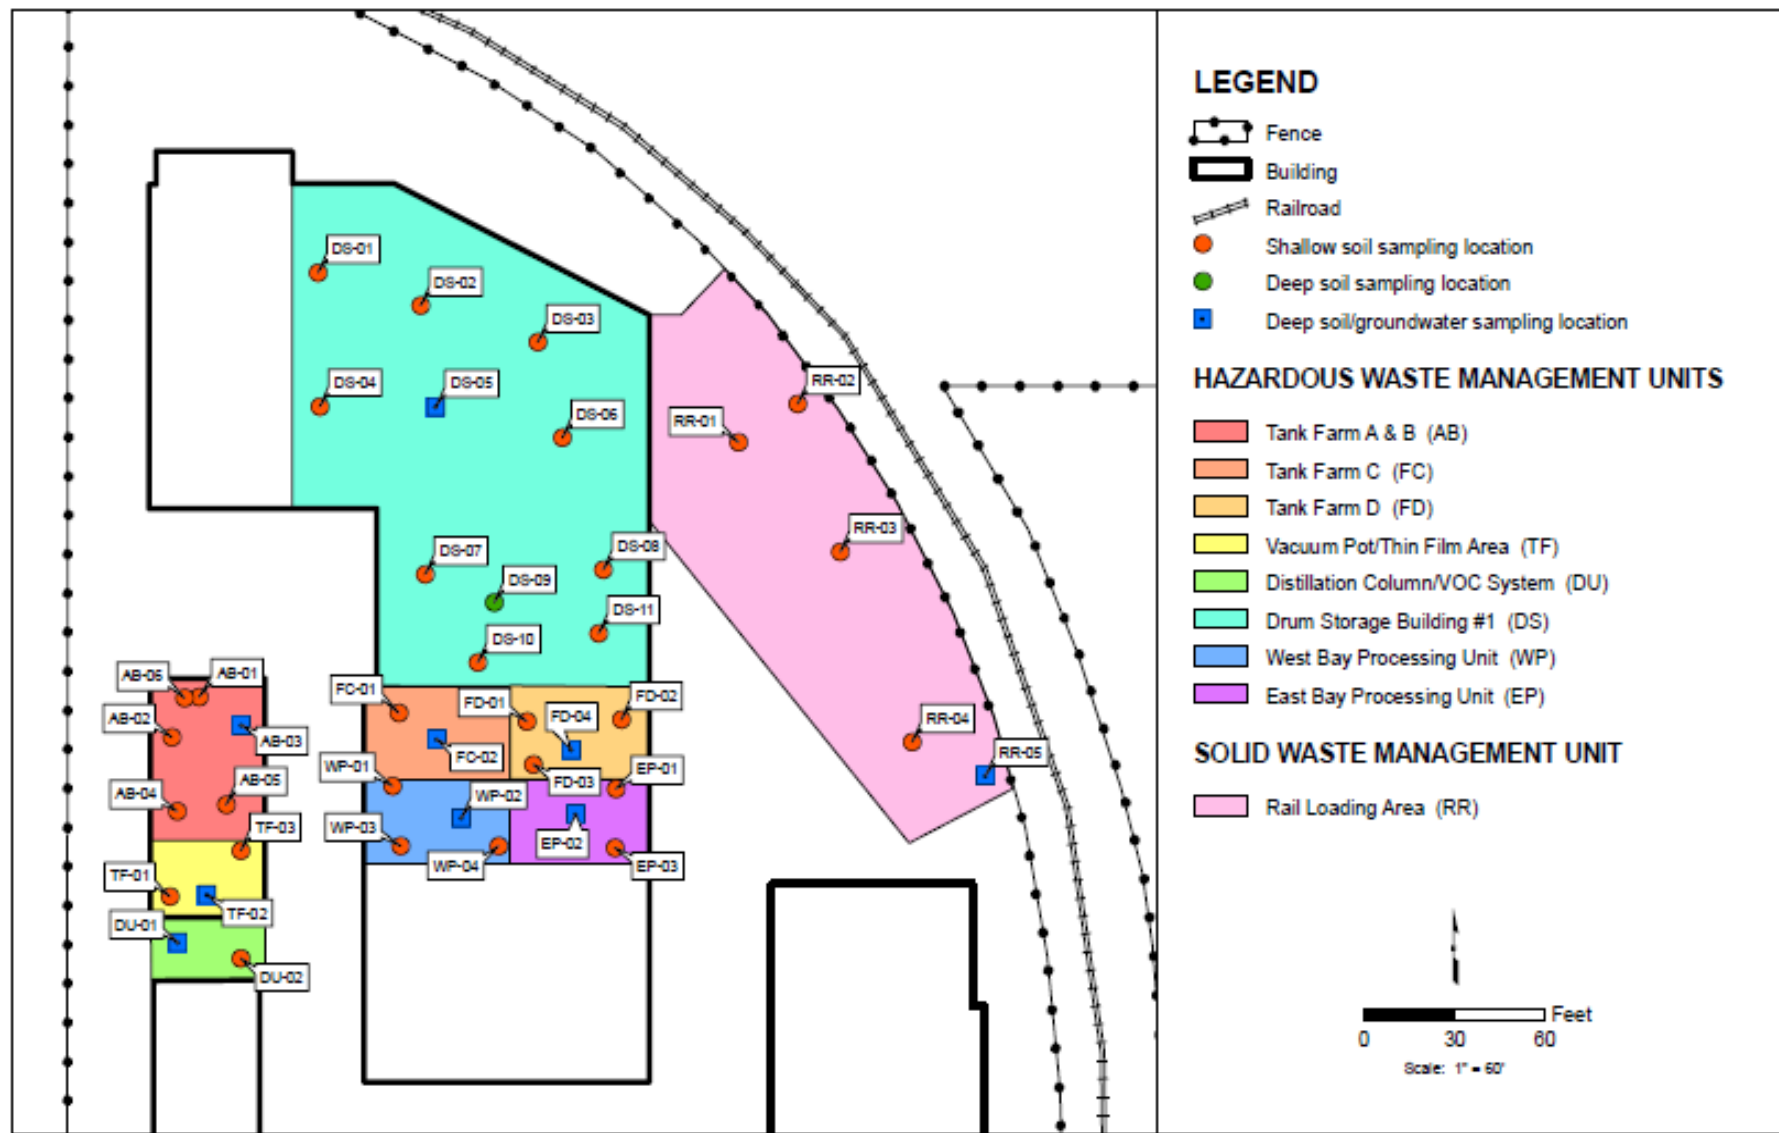 DS-01
DS-02
DS-03
DS-04
DS-05
DS-06
DS-07
DS-08
DS-09
DS-10
DS-11
RR-01
RR-02
RR-03
RR-04
RR-05
AB-06
AB-01
AB-02
AB-03
AB-04
AB-05
TF-03
TF-01
TF-02
DU-01
DU-02
FC-01
FC-02
FD-01
FD-02
FD-04
FD-03
WP-01
WP-02
WP-03
WP-04
EP-01
EP-02
EP-03
LEGEND
Fence
Building
Railroad
Shallow soil sampling location
Deep soil sampling location
Deep soil/groundwater sampling location
HAZARDOUS WASTE MANAGEMENT UNITS
Tank Farm A & B (AB)
Tank Farm C (FC)
Tank Farm D (FD)
Vacuum Pot/Thin Film Area (TF)
Distillation Column/VOC System (DU)
Drum Storage Building #1 (DS)
West Bay Processing Unit (WP)
East Bay Processing Unit (EP)
SOLID WASTE MANAGEMENT UNIT
Rail Loading Area (RR)
Feet
0 30 60
Scale: 1" = 60'